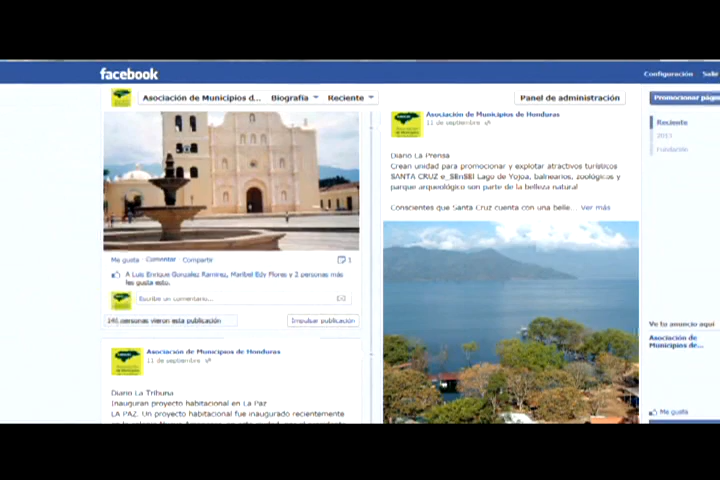 facebook
Configuración Salir
Asociación de Municipios d... Biografía Reciente
Panel de administración
Promocionar página
Me gusta · Comentar · Compartir
1
A Luis Enrique Gonzalez Ramirez, Maribel Edy Flores y 2 personas más
les gusta esto.
Escribe un comentario...
personas vieron esta publicación
Impulsar publicación
Asociación de Municipios de Honduras
11 de septiembre
Diario La Tribuna
Inauguran proyecto habitacional en La Paz
LA PAZ. Un proyecto habitacional fue inaugurado recientemente
Asociación de Municipios de Honduras
11 de septiembre
Diario La Prensa
Crean unidad para promocionar y explotar atractivos turísticos
SANTA CRUZ Lago de Yojoa, balnearios, zoológicos y
parque arqueológico son parte de la belleza natural
Conscientes que Santa Cruz cuenta con una belle... Ver más
Reciente
2013
Fundación
Ve tu anuncio aquí
Asociación de
Municipios de...
Me gusta